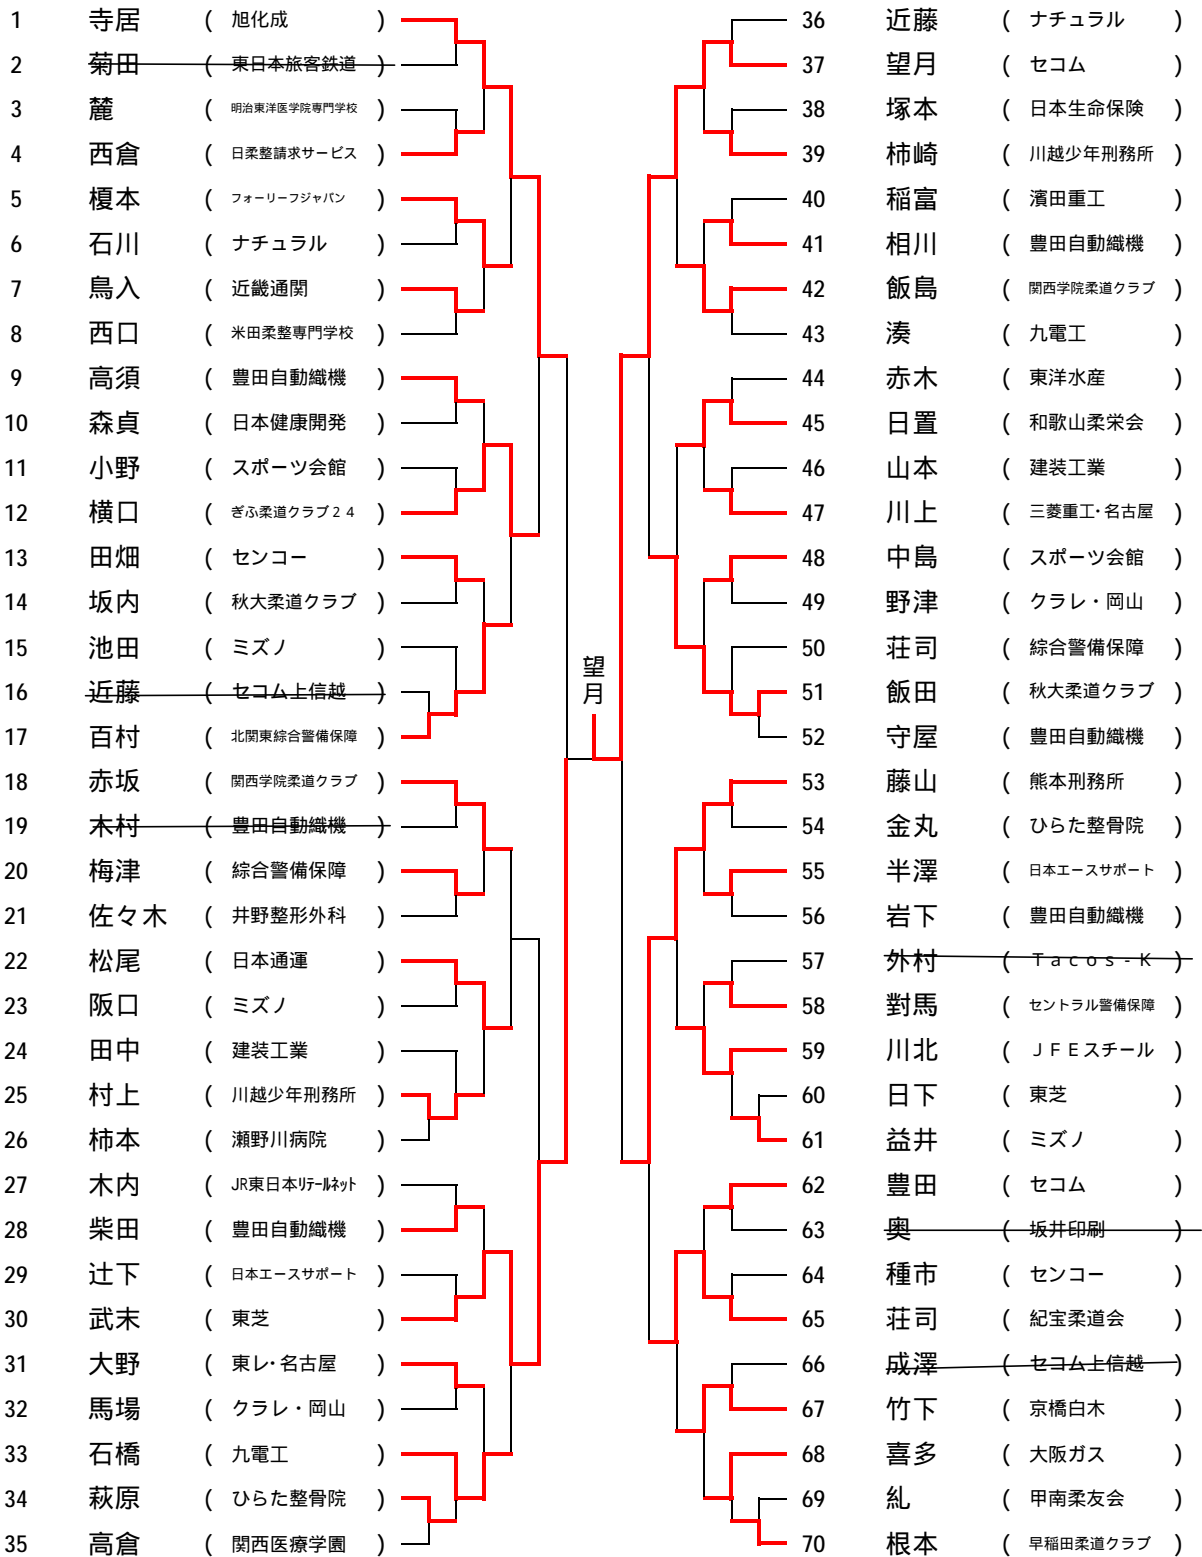 1 寺居 ( 旭化成 )
2 菊田 ( 東日本旅客鉄道 )
3 麓 ( 明治東洋医学院専門学校 )
4 西倉 ( 日柔整請求サービス )
5 榎本 ( フォーリーフジャパン )
6 石川 ( ナチュラル )
7 鳥入 ( 近畿通関 )
8 西口 ( 米田柔整専門学校 )
9 高須 ( 豊田自動織機 )
10 森貞 ( 日本健康開発 )
11 小野 ( スポーツ会館 )
12 横口 ( ぎふ柔道クラブ24 )
13 田畑 ( センコー )
14 坂内 ( 秋大柔道クラブ )
15 池田 ( ミズノ )
16 近藤 ( セコム上信越 )
17 百村 ( 北関東綜合警備保障 )
18 赤坂 ( 関西学院柔道クラブ )
19 木村 ( 豊田自動織機 )
20 梅津 ( 綜合警備保障 )
21 佐々木 ( 井野整形外科 )
22 松尾 ( 日本通運 )
23 阪口 ( ミズノ )
24 田中 ( 建装工業 )
25 村上 ( 川越少年刑務所 )
26 柿本 ( 瀬野川病院 )
27 木内 ( JR東日本リテールネット )
28 柴田 ( 豊田自動織機 )
29 辻下 ( 日本エースサポート )
30 武末 ( 東芝 )
31 大野 ( 東レ・名古屋 )
32 馬場 ( クラレ・岡山 )
33 石橋 ( 九電工 )
34 萩原 ( ひらた整骨院 )
35 高倉 ( 関西医療学園 )
望月
36 近藤 ( ナチュラル )
37 望月 ( セコム )
38 塚本 ( 日本生命保険 )
39 柿崎 ( 川越少年刑務所 )
40 稲富 ( 濱田重工 )
41 相川 ( 豊田自動織機 )
42 飯島 ( 関西学院柔道クラブ )
43 湊 ( 九電工 )
44 赤木 ( 東洋水産 )
45 日置 ( 和歌山柔栄会 )
46 山本 ( 建装工業 )
47 川上 ( 三菱重工・名古屋 )
48 中島 ( スポーツ会館 )
49 野津 ( クラレ・岡山 )
50 荘司 ( 綜合警備保障 )
51 飯田 ( 秋大柔道クラブ )
52 守屋 ( 豊田自動織機 )
53 藤山 ( 熊本刑務所 )
54 金丸 ( ひらた整骨院 )
55 半澤 ( 日本エースサポート )
56 岩下 ( 豊田自動織機 )
57 外村 ( Tacos-K )
58 對馬 ( セントラル警備保障 )
59 川北 ( JFEスチール )
60 日下 ( 東芝 )
61 益井 ( ミズノ )
62 豊田 ( セコム )
63 奥 ( 坂井印刷 )
64 種市 ( センコー )
65 荘司 ( 紀宝柔道会 )
66 成澤 ( セコム上信越 )
67 竹下 ( 京橋白木 )
68 喜多 ( 大阪ガス )
69 糺 ( 甲南柔友会 )
70 根本 ( 早稲田柔道クラブ )